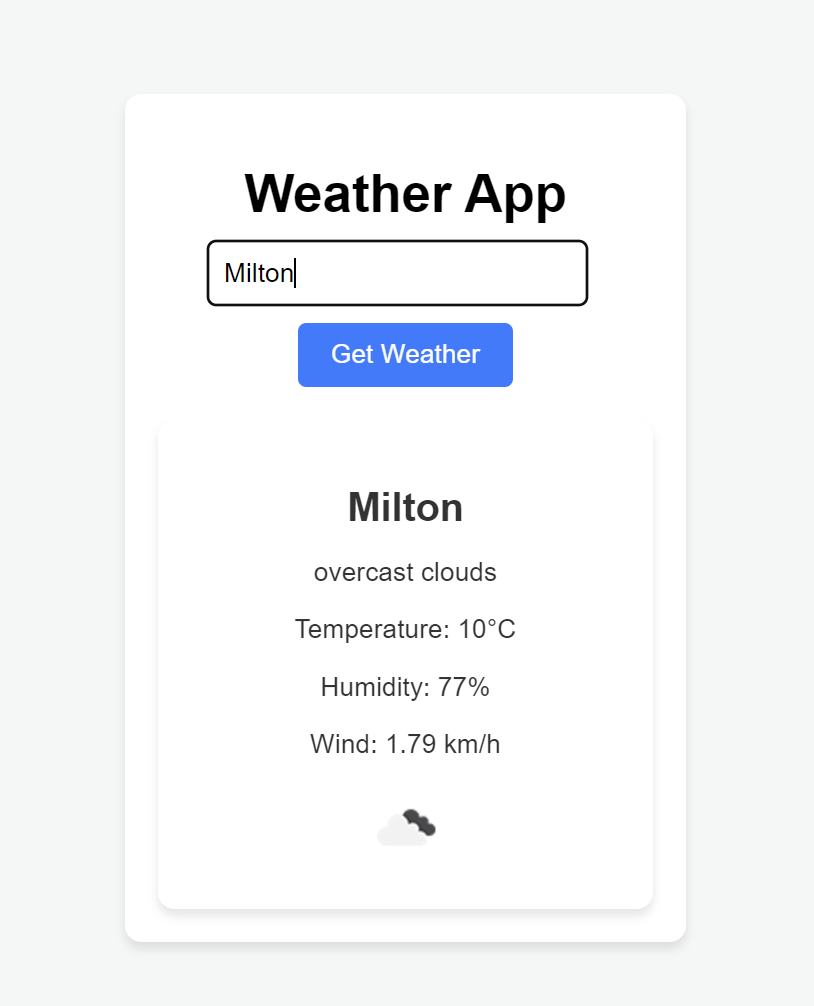 Weather App
Milton
Get Weather
Milton
overcast clouds
Temperature: 10°C
Humidity: 77%
Wind: 1.79 km/h